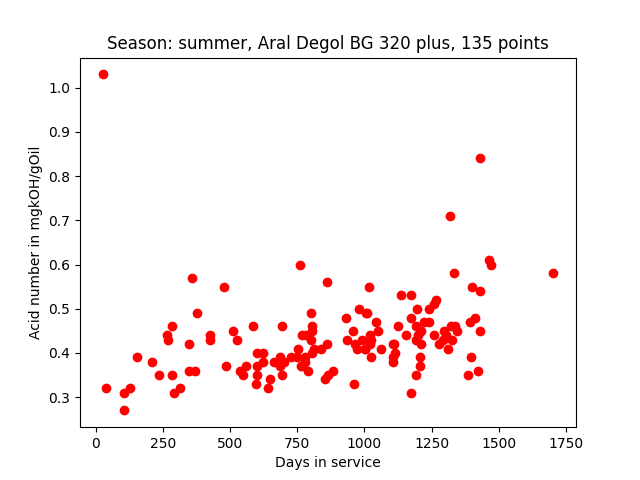 Season: summer, Aral Degol BG 320 plus, 135 points
1.0
0.9
0.8
0.7
0.6
0.5
0.4
0.3
Acid number in mgkOH/gOil
0 250 500 750 1000 1250 1500 1750
Days in service